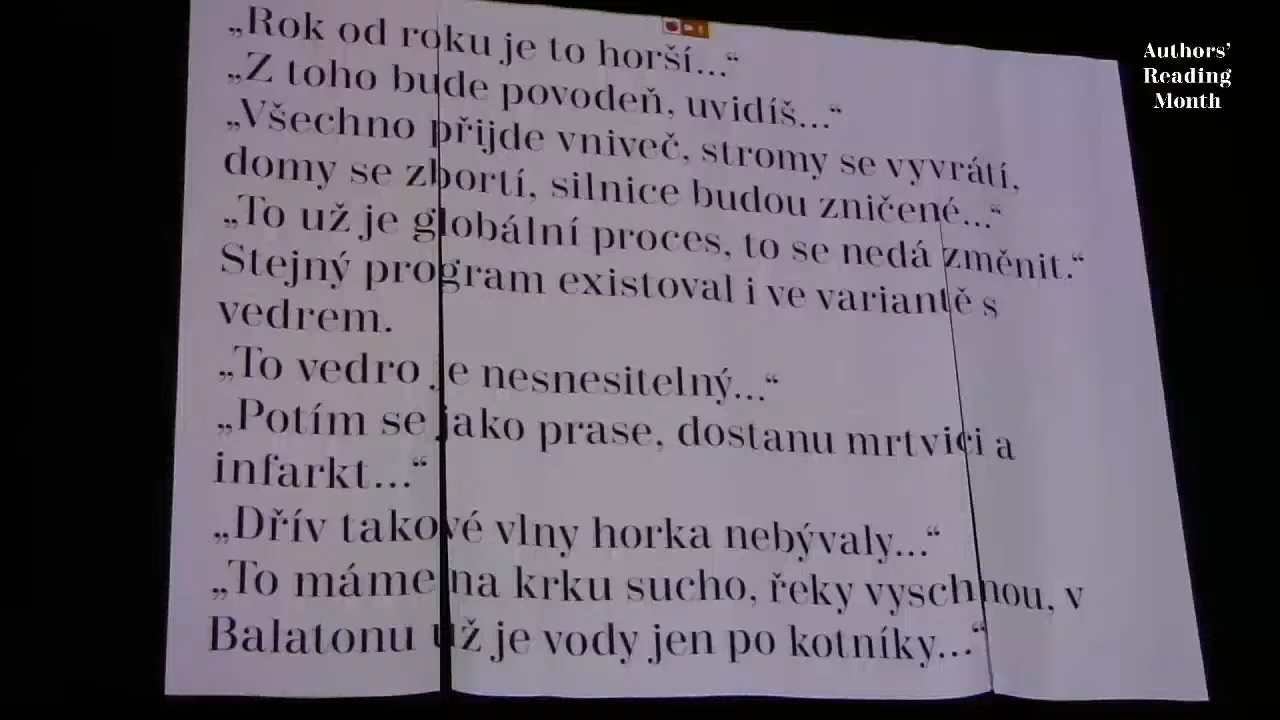 „Rok od roku je to horší...“
„Z toho bude povodeň, uvidíš...“
„Všechno přijde vniveč, stromy se vyvrátí,
domy se zbortí, silnice budou zničené...“
„To už je globální proces, to se nedá změnit.“
Stejný program existoval i ve variantě s
vedrem.
„To vedro je nesnesitelný...“
„Potím se jako prase, dostanu mrtvici a
infarkt...“
„Dřív takové vlny horka nebývaly...“
„To máme na krku sucho, řeky vyschnou, v
Balatonu už je vody jen po kotníky...“
Authors’
Reading
Month